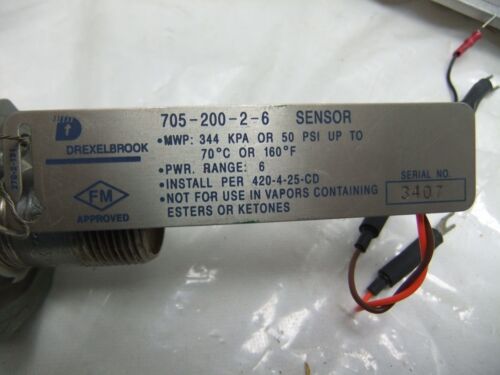 705-200-2-6 SENSOR
DREXELBROOK
•MWP: 344 KPA OR 50 PSI UP TO
70°C OR 160°F
•PWR. RANGE: 6
•INSTALL PER 420-4-25-CD
•NOT FOR USE IN VAPORS CONTAINING
ESTERS OR KETONES
FM
APPROVED
SERIAL NO.
3407